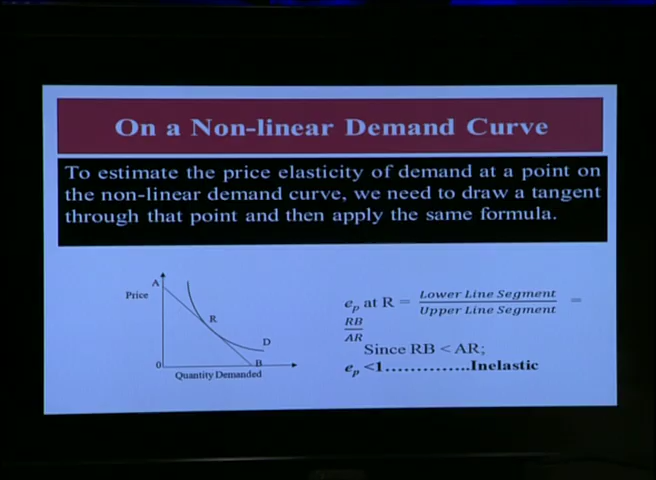 On a Non-linear Demand Curve
To estimate the price elasticity of demand at a point on
the non-linear demand curve, we need to draw a tangent
through that point and then apply the same formula.
A
Price
R
D
0
B
Quantity Demanded
eₚ at R = Lower Line Segment / Upper Line Segment =
RB / AR
Since RB < AR;
eₚ <1..............Inelastic